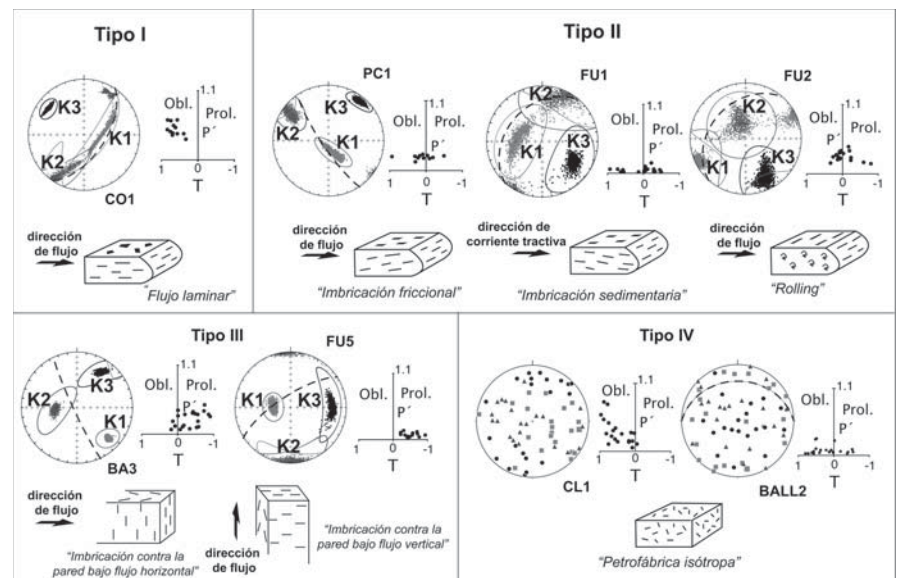 Tipo I
K3
K1
K2
CO1
1.1
Obl.
Prol.
P´
1
0
-1
T
dirección
de flujo
"Flujo laminar"
Tipo II
PC1
K3
K2
K1
1.1
Obl.
Prol.
P´
1
0
-1
T
dirección
de flujo
"Imbricación friccional"
FU1
K2
K1
K3
1.1
Obl.
Prol.
P´
1
0
-1
T
dirección de
corriente tractiva
"Imbricación sedimentaria"
FU2
K2
K1
K3
1.1
Obl.
Prol.
P´
1
0
-1
T
dirección
de flujo
"Rolling"
Tipo III
K3
K2
K1
BA3
1.1
Obl.
Prol.
P´
1
0
-1
T
dirección
de flujo
"Imbricación contra la
pared bajo flujo horizontal"
FU5
K1
K3
K2
1.1
Obl.
Prol.
P´
1
0
-1
T
dirección
de flujo
"Imbricación contra la
pared bajo flujo vertical"
Tipo IV
CL1
1.1
Obl.
Prol.
P´
1
0
-1
T
BALL2
1.1
Obl.
Prol.
P´
1
0
-1
T
"Petrofábrica isótropa"